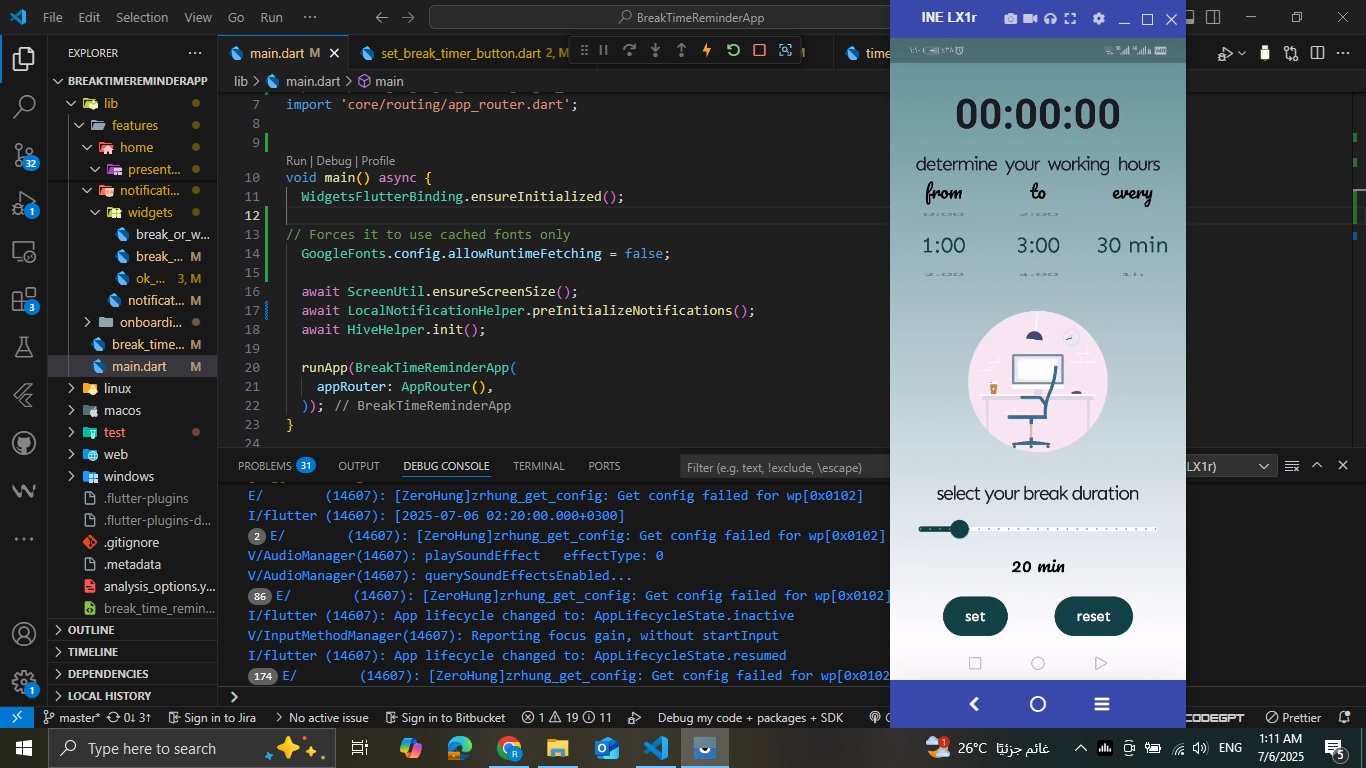 File Edit Selection View Go Run ···
BreakTimeReminderApp
INE LX1r
EXPLORER
BREAKTIMEREMINDERAPP
lib
features
home
present...
notificati...
widgets
break_or_w...
break_... M
ok_... 3, M
notificat... M
onboardi...
break_time... M
main.dart M
linux
macos
test
web
windows
.flutter-plugins
.flutter-plugins-d...
.gitignore
.metadata
analysis_options.y...
break_time_remin...
OUTLINE
TIMELINE
DEPENDENCIES
LOCAL HISTORY
32
1
3
1
main.dart M
set_break_timer_button.dart 2, M
time
lib > main.dart > main
7 import 'core/routing/app_router.dart';
8
9
Run | Debug | Profile
10 void main() async {
11 WidgetsFlutterBinding.ensureInitialized();
12
13 // Forces it to use cached fonts only
14 GoogleFonts.config.allowRuntimeFetching = false;
15
16 await ScreenUtil.ensureScreenSize();
17 await LocalNotificationHelper.preInitializeNotifications();
18 await HiveHelper.init();
19
20 runApp(BreakTimeReminderApp(
21 appRouter: AppRouter(),
22 )); // BreakTimeReminderApp
23 }
24
PROBLEMS 31 OUTPUT DEBUG CONSOLE TERMINAL PORTS
Filter (e.g. text, !exclude, \escape)
LX1r)
E/ (14607): [ZeroHung]zrhung_get_config: Get config failed for wp[0x0102]
I/flutter (14607): [2025-07-06 02:20:00.000+0300]
2 E/ (14607): [ZeroHung]zrhung_get_config: Get config failed for wp[0x0102]
V/AudioManager(14607): playSoundEffect effectType: 0
V/AudioManager(14607): querySoundEffectsEnabled...
86 E/ (14607): [ZeroHung]zrhung_get_config: Get config failed for wp[0x0102]
I/flutter (14607): App lifecycle changed to: AppLifecycleState.inactive
V/InputMethodManager(14607): Reporting focus gain, without startInput
I/flutter (14607): App lifecycle changed to: AppLifecycleState.resumed
174 E/ (14607): [ZeroHung]zrhung_get_config: Get config failed for wp[0x0102
00:00:00
determine your working hours
from to every
0:00 2:00
1:00 3:00 30 min
2:00 4:00 1h
select your break duration
20 min
set reset
master* 0↓ 3↑ Sign in to Jira No active issue Sign in to Bitbucket 1 19 11 Debug my code + packages + SDK
CODEGPT Prettier
Type here to search
26°C غائم جزئيًا
ENG
1:11 AM
7/6/2025
5
1